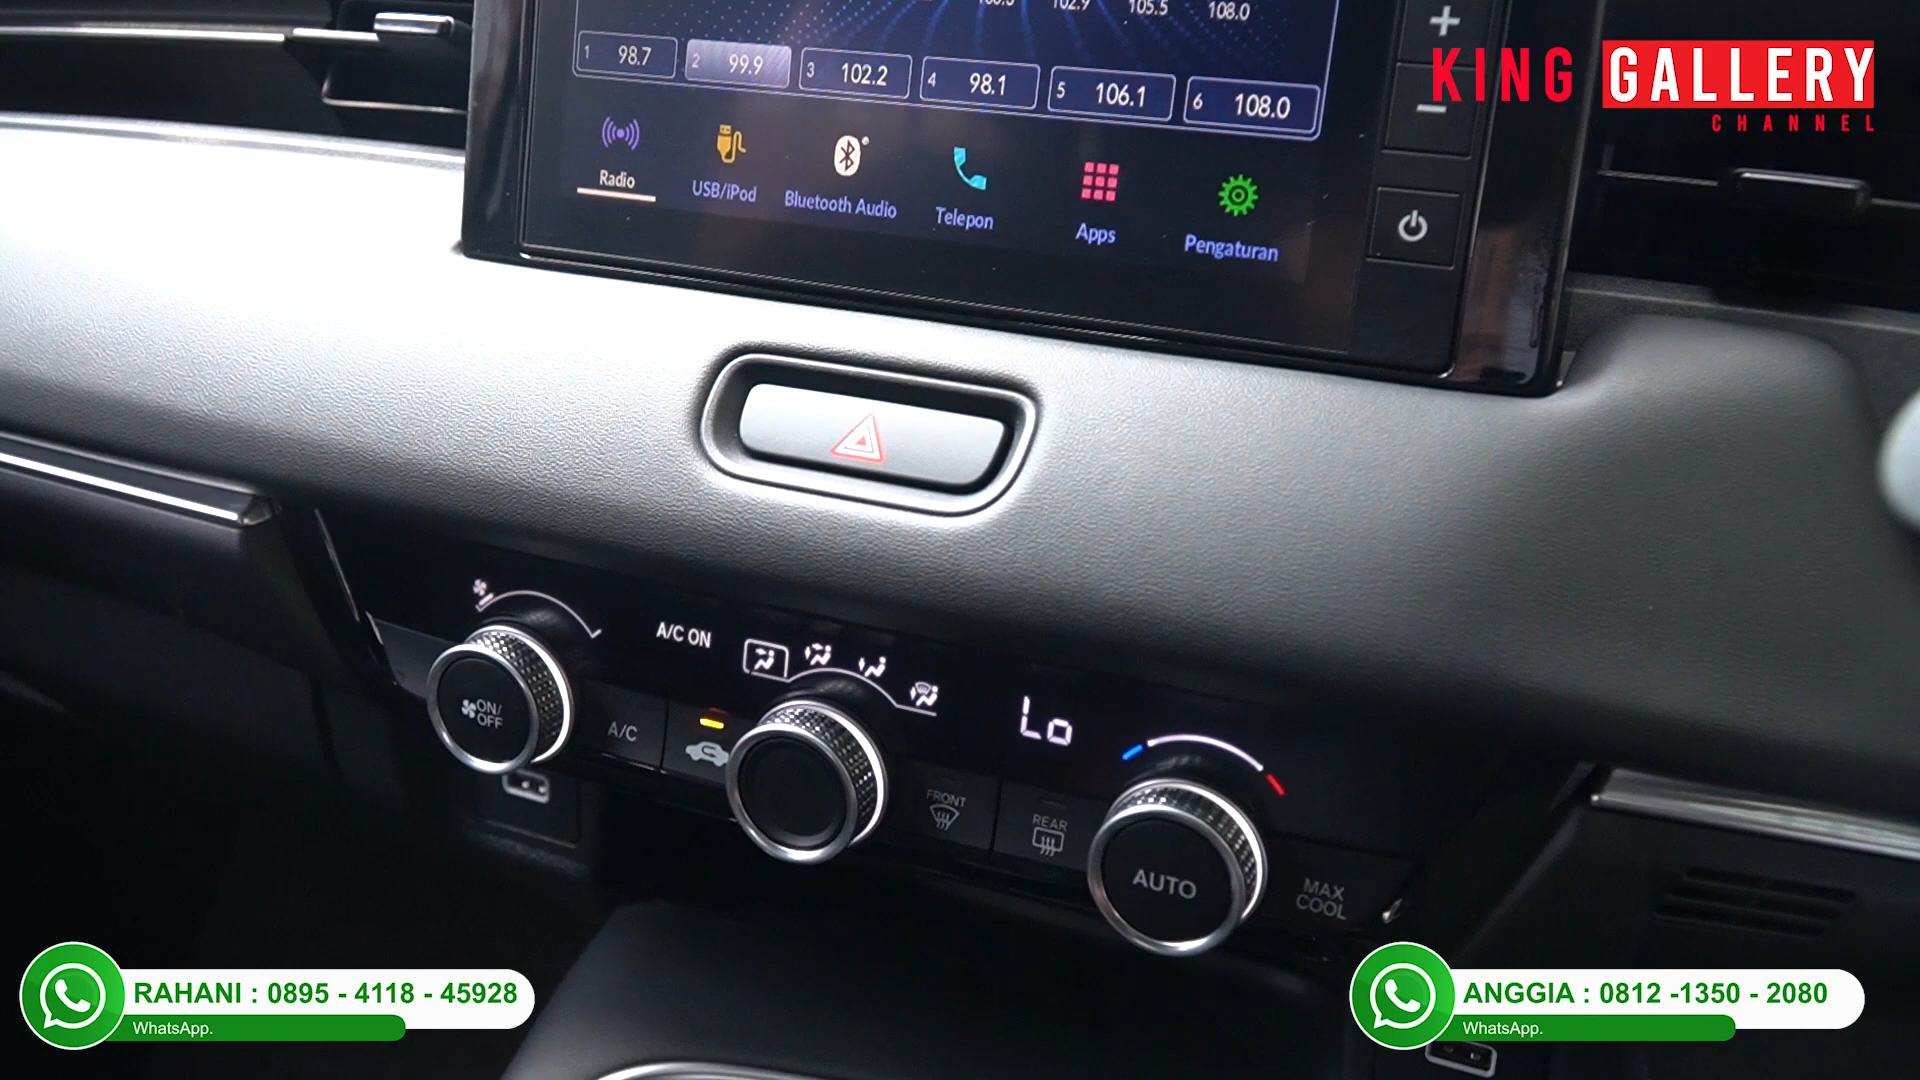 102.9 105.5 108.0
1 98.7 2 99.9 3 102.2 4 98.1 5 106.1 6 108.0
Radio USB/iPod Bluetooth Audio Telepon Apps Pengaturan
KING GALLERY
CHANNEL
A/C ON
ON/
OFF
A/C
Lo
FRONT
REAR
AUTO
MAX
COOL
RAHANI : 0895 - 4118 - 45928
WhatsApp.
ANGGIA : 0812 -1350 - 2080
WhatsApp.